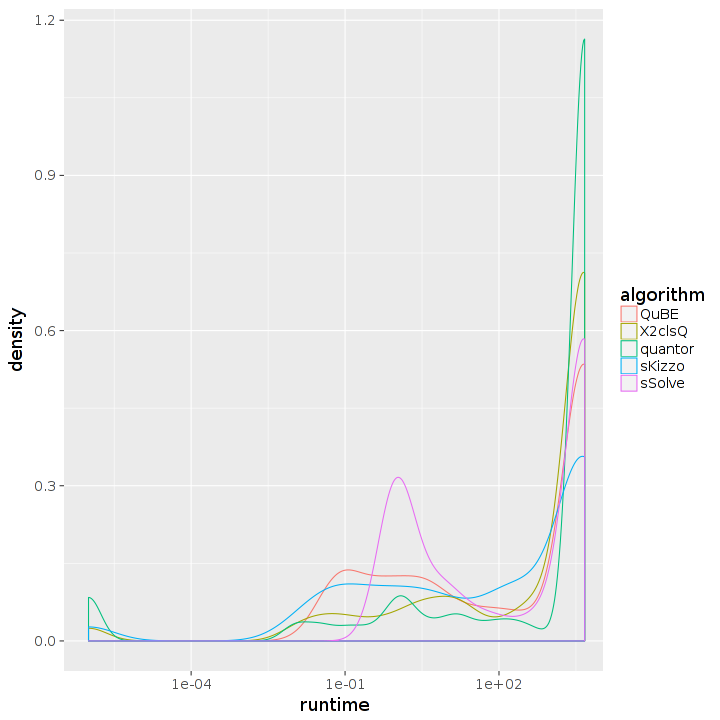 1.2
0.9
0.6
0.3
0.0
density
1e-04
1e-01
1e+02
runtime
algorithm
QuBE
X2clsQ
quantor
sKizzo
sSolve